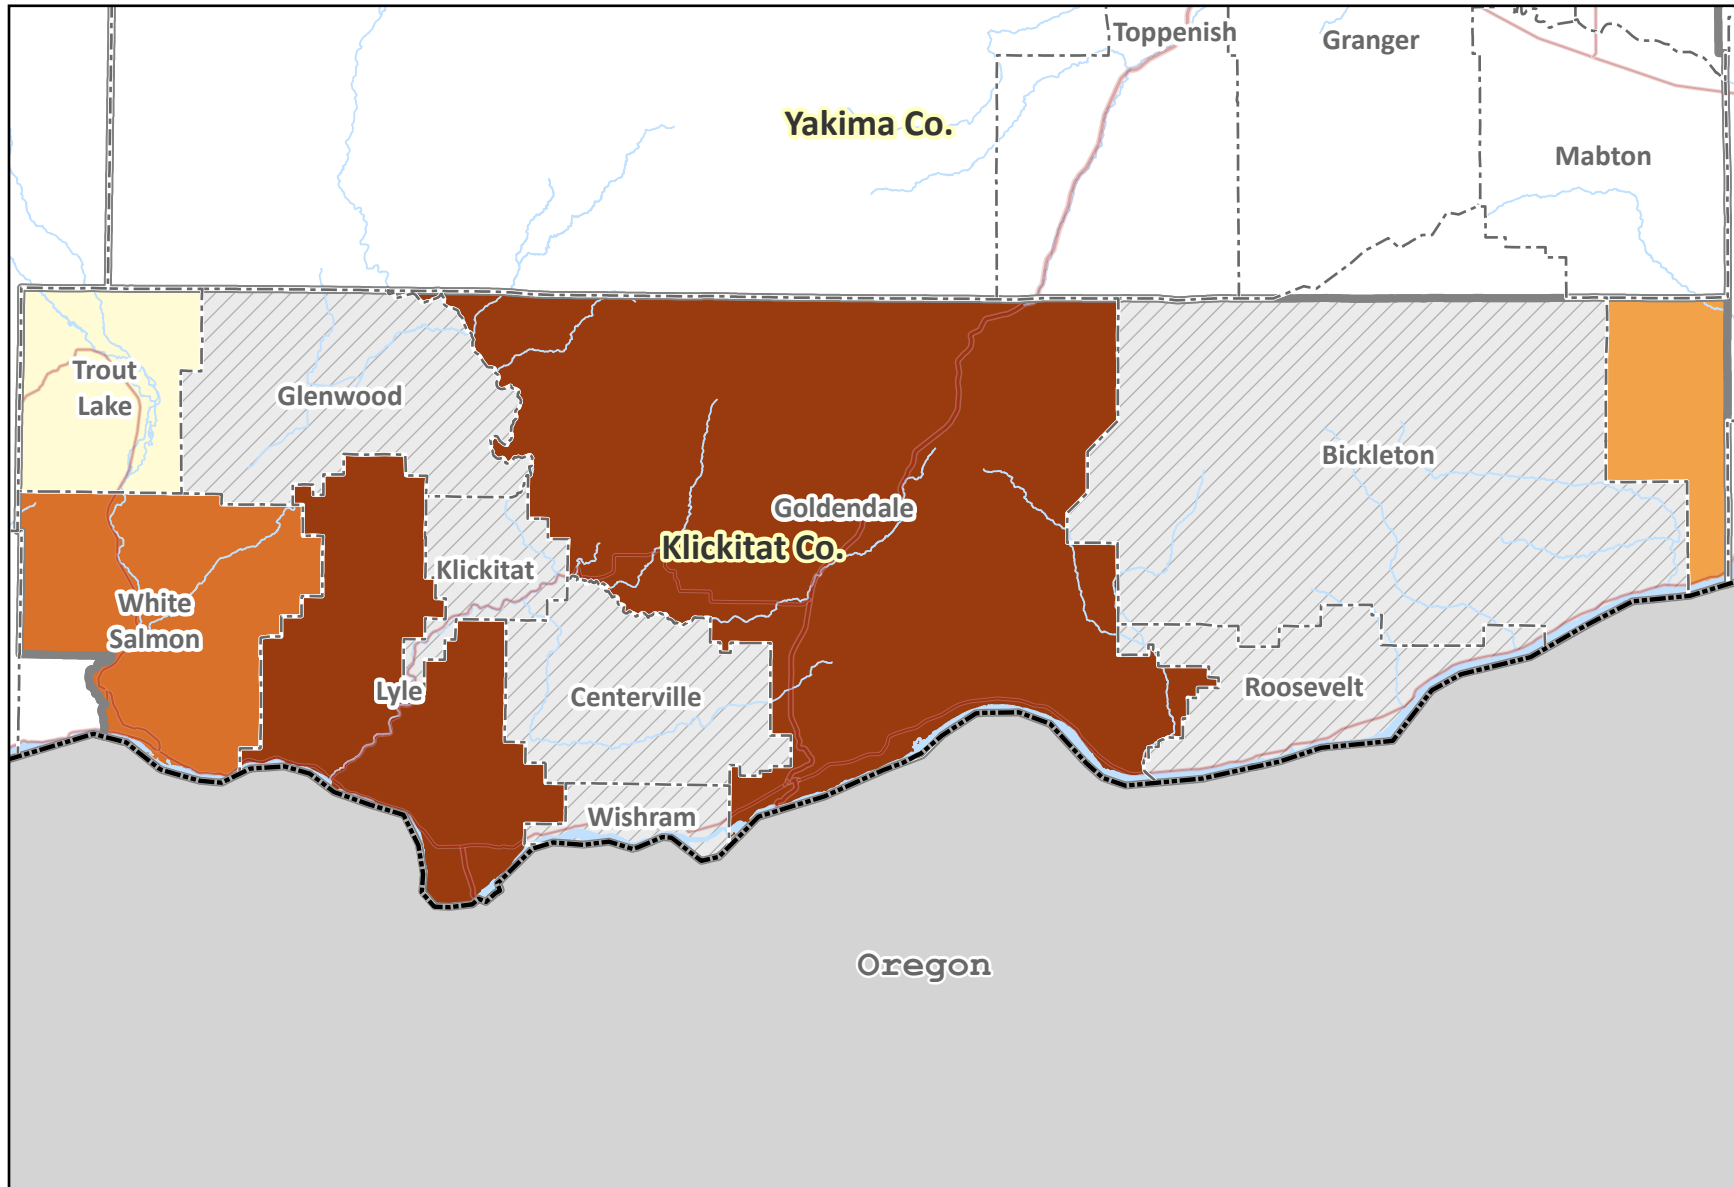 Toppenish
Granger
Yakima Co.
Mabton
Trout
Lake
Glenwood
Bickleton
Goldendale
Klickitat Co.
Klickitat
White
Salmon
Lyle
Centerville
Roosevelt
Wishram
Oregon